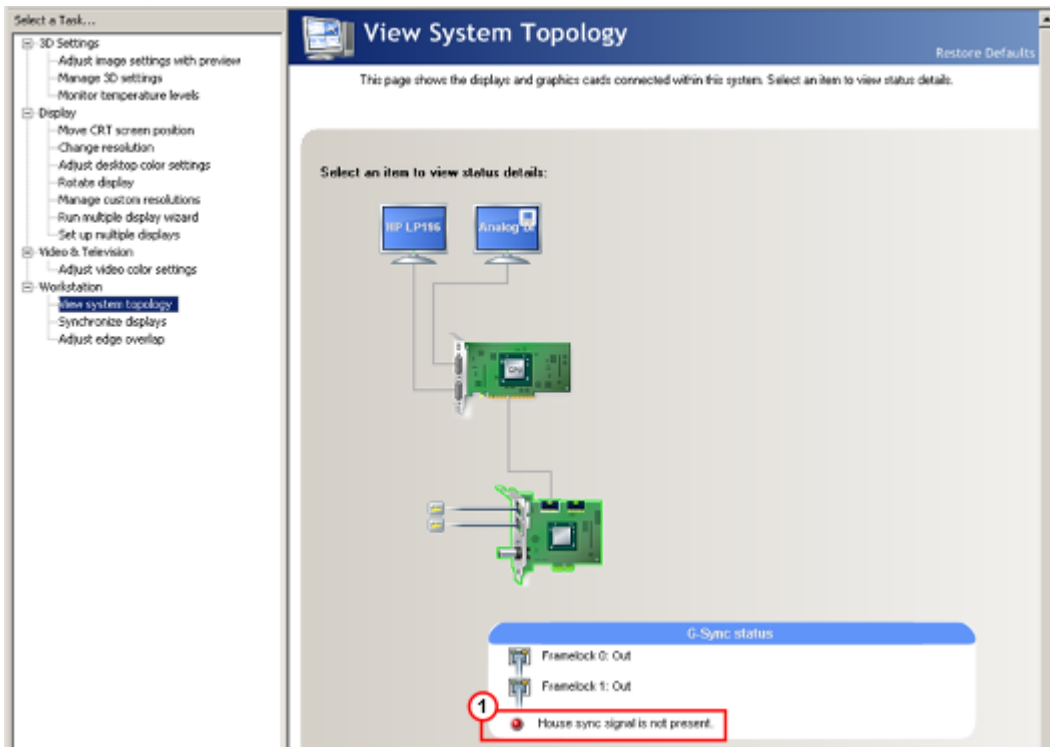 Select a Task...
3D Settings
Adjust image settings with preview
Manage 3D settings
Monitor temperature levels
Display
Move CRT screen position
Change resolution
Adjust desktop color settings
Rotate display
Manage custom resolutions
Run multiple display wizard
Set up multiple displays
Video & Television
Adjust video color settings
Workstation
View system topology
Synchronize displays
Adjust edge overlap
View System Topology
Restore Defaults
This page shows the displays and graphics cards connected within this system. Select an item to view status details.
Select an item to view status details:
HP LP196
Analog
GPU
G-Sync status
Framelock 0: Out
Framelock 1: Out
1
House sync signal is not present.